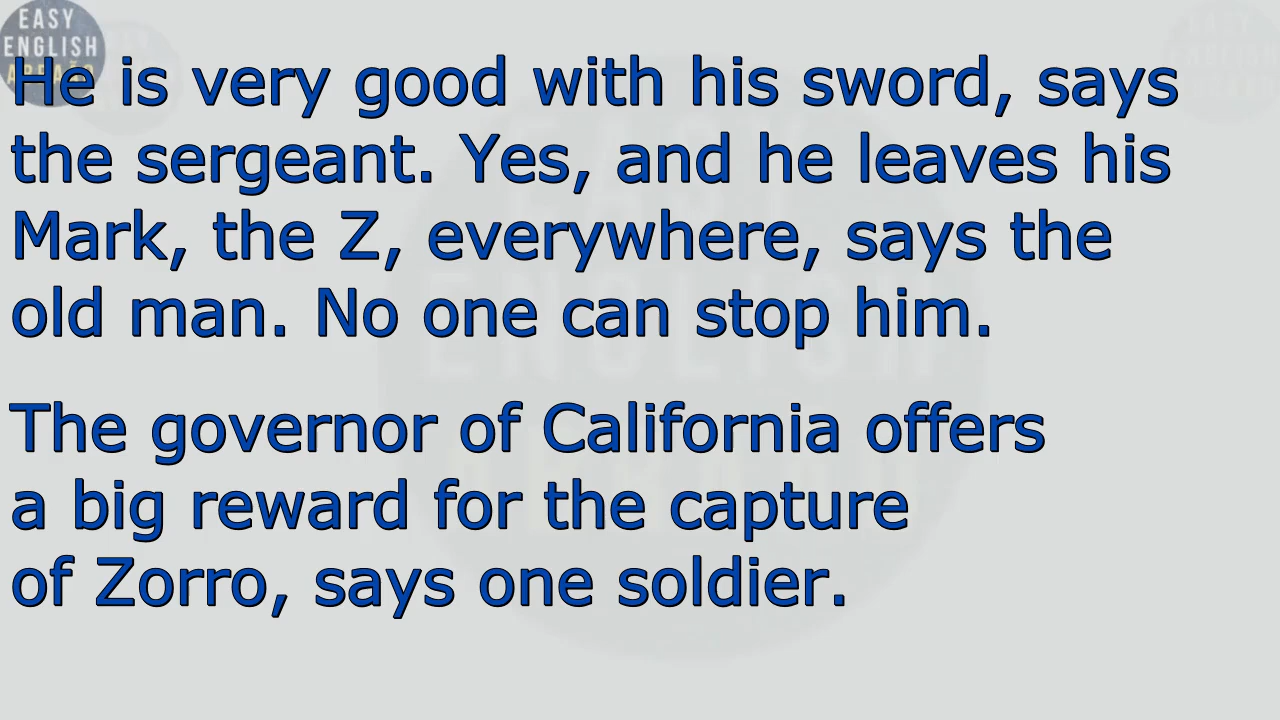 EASY
ENGLISH
He is very good with his sword, says
the sergeant. Yes, and he leaves his
Mark, the Z, everywhere, says the
old man. No one can stop him.
The governor of California offers
a big reward for the capture
of Zorro, says one soldier.